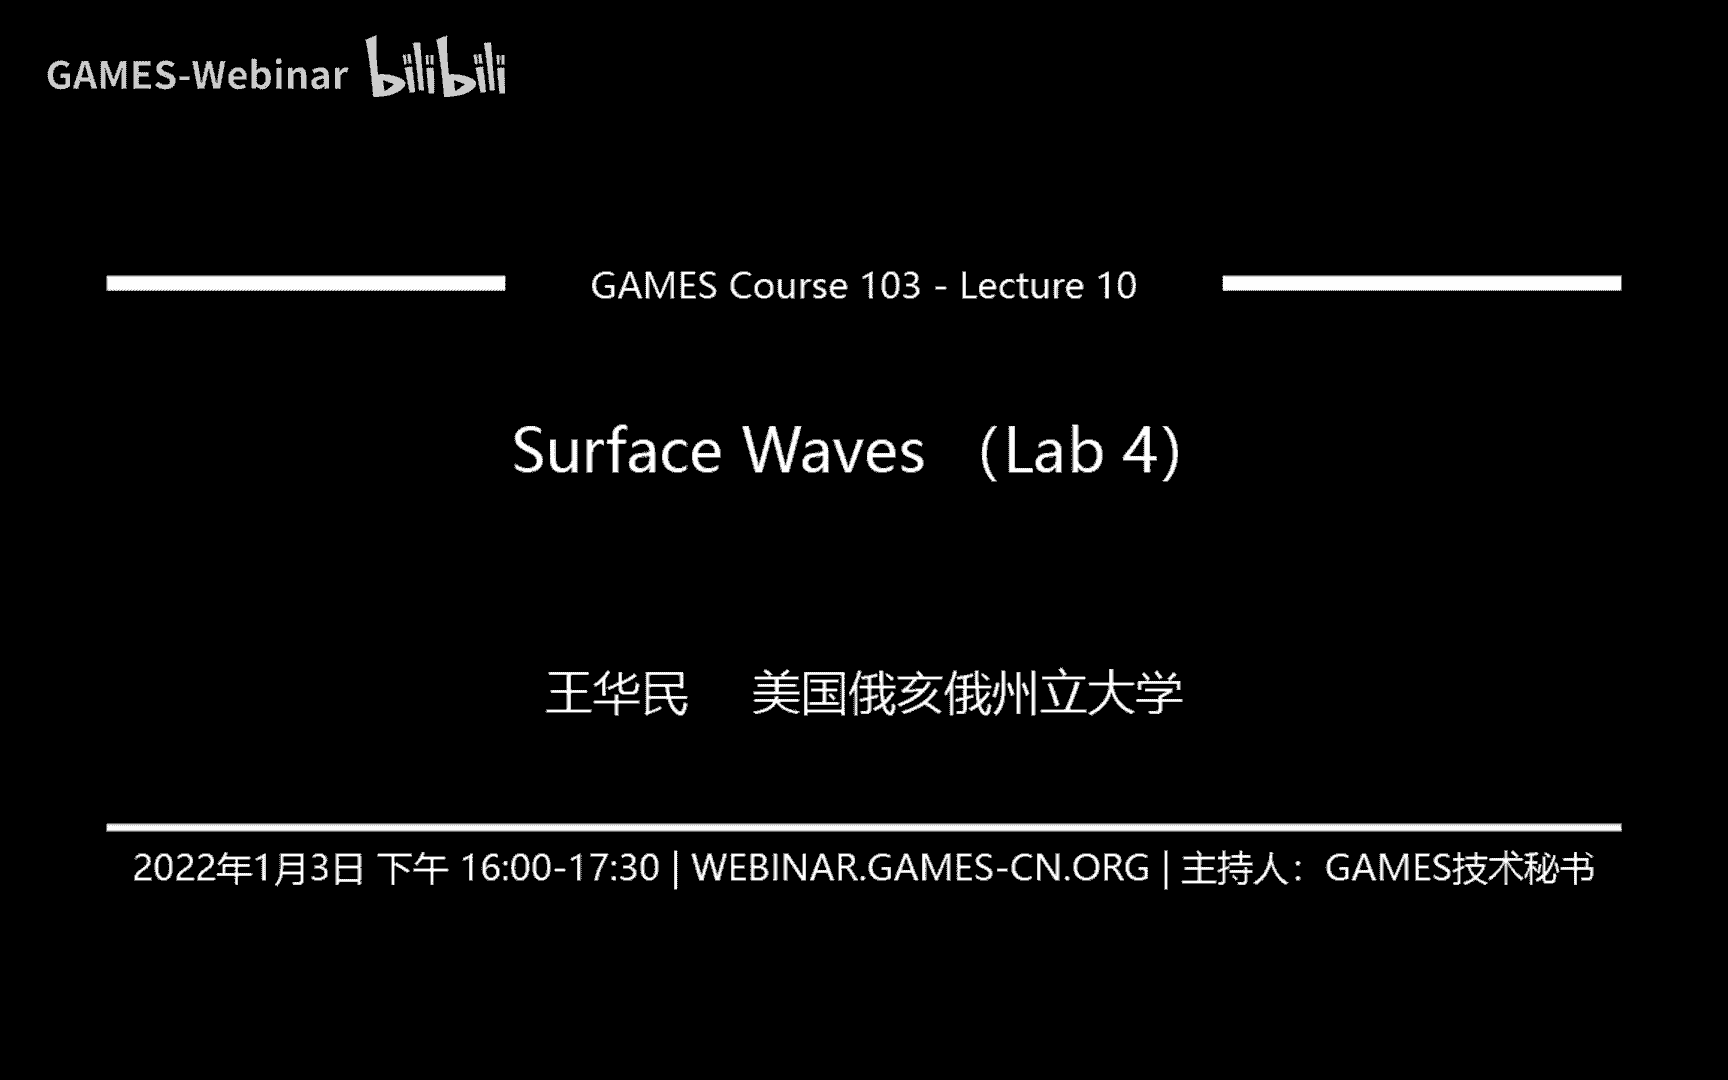 GAMES-Webinar bilibili
GAMES Course 103 - Lecture 10
Surface Waves （Lab 4）
王华民 美国俄亥俄州立大学
2022年1月3日 下午 16:00-17:30 | WEBINAR.GAMES-CN.ORG | 主持人：GAMES技术秘书